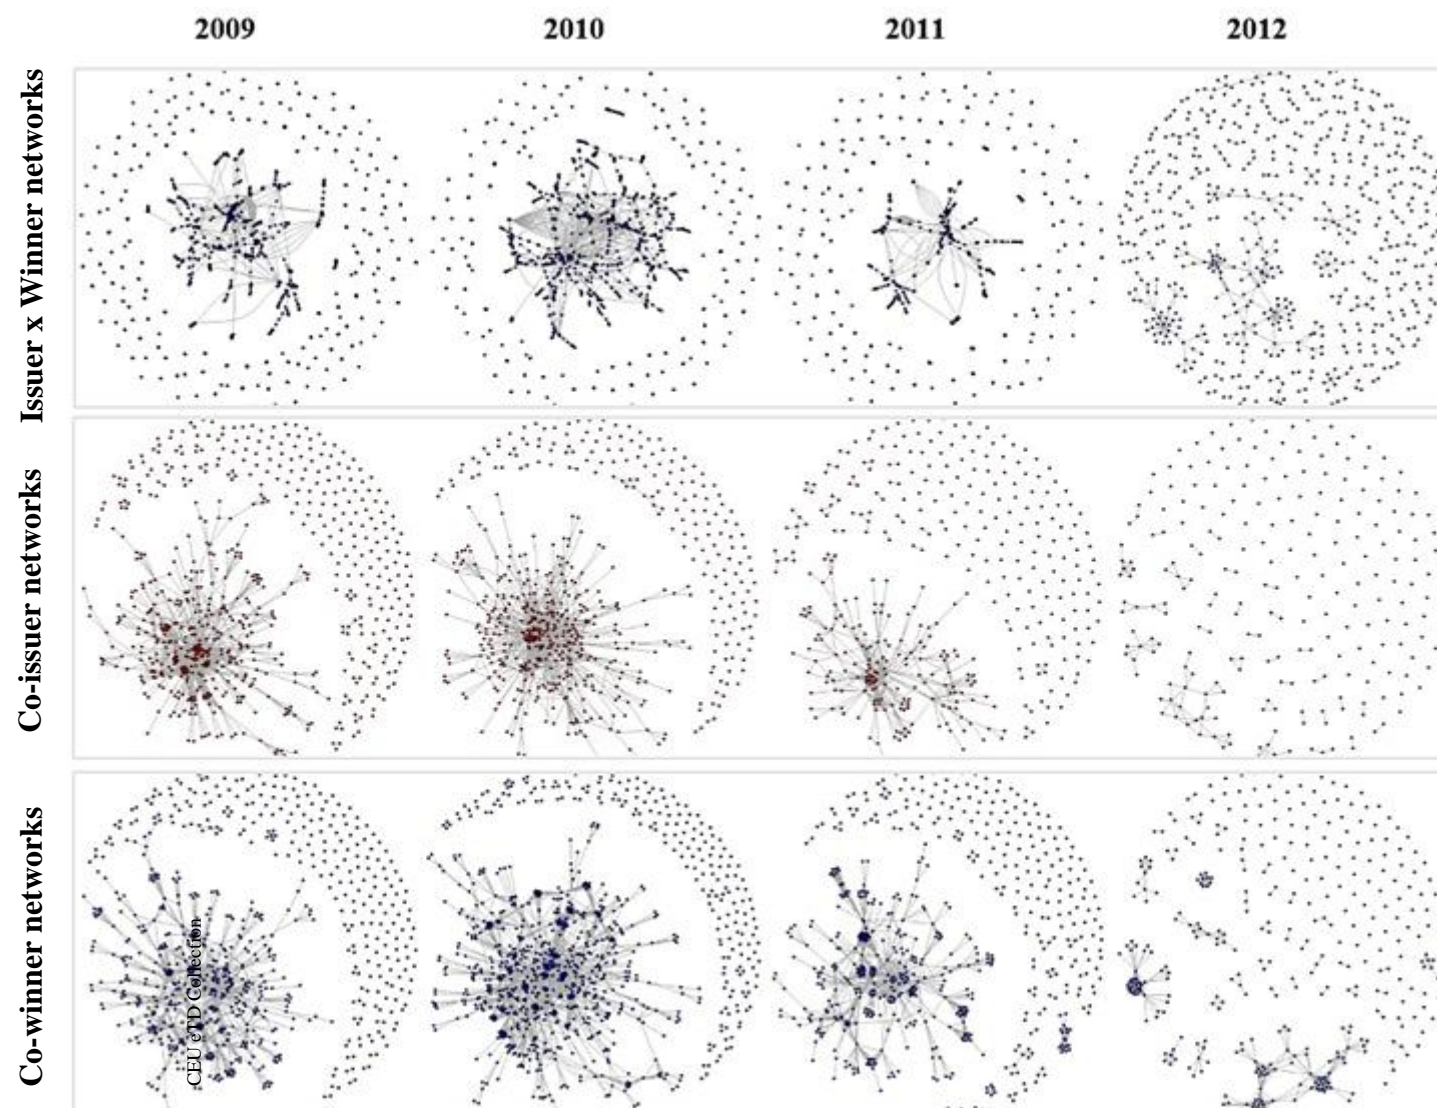 2009
2010
2011
2012
Issuer x Winner networks
Co-issuer networks
Co-winner networks
CEU eTD Collection